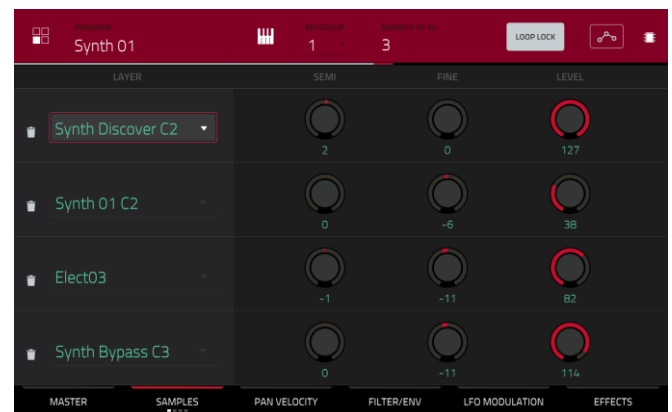 PROGRAM KEYGROUP NUMBER OF KG
Synth 01 1 3 LOOP LOCK
LAYER SEMI FINE LEVEL
Synth Discover C2
2 0 127
Synth 01 C2
0 -6 38
Elect03
-1 -11 82
Synth Bypass C3
0 -11 114
MASTER SAMPLES PAN VELOCITY FILTER/ENV LFO MODULATION EFFECTS